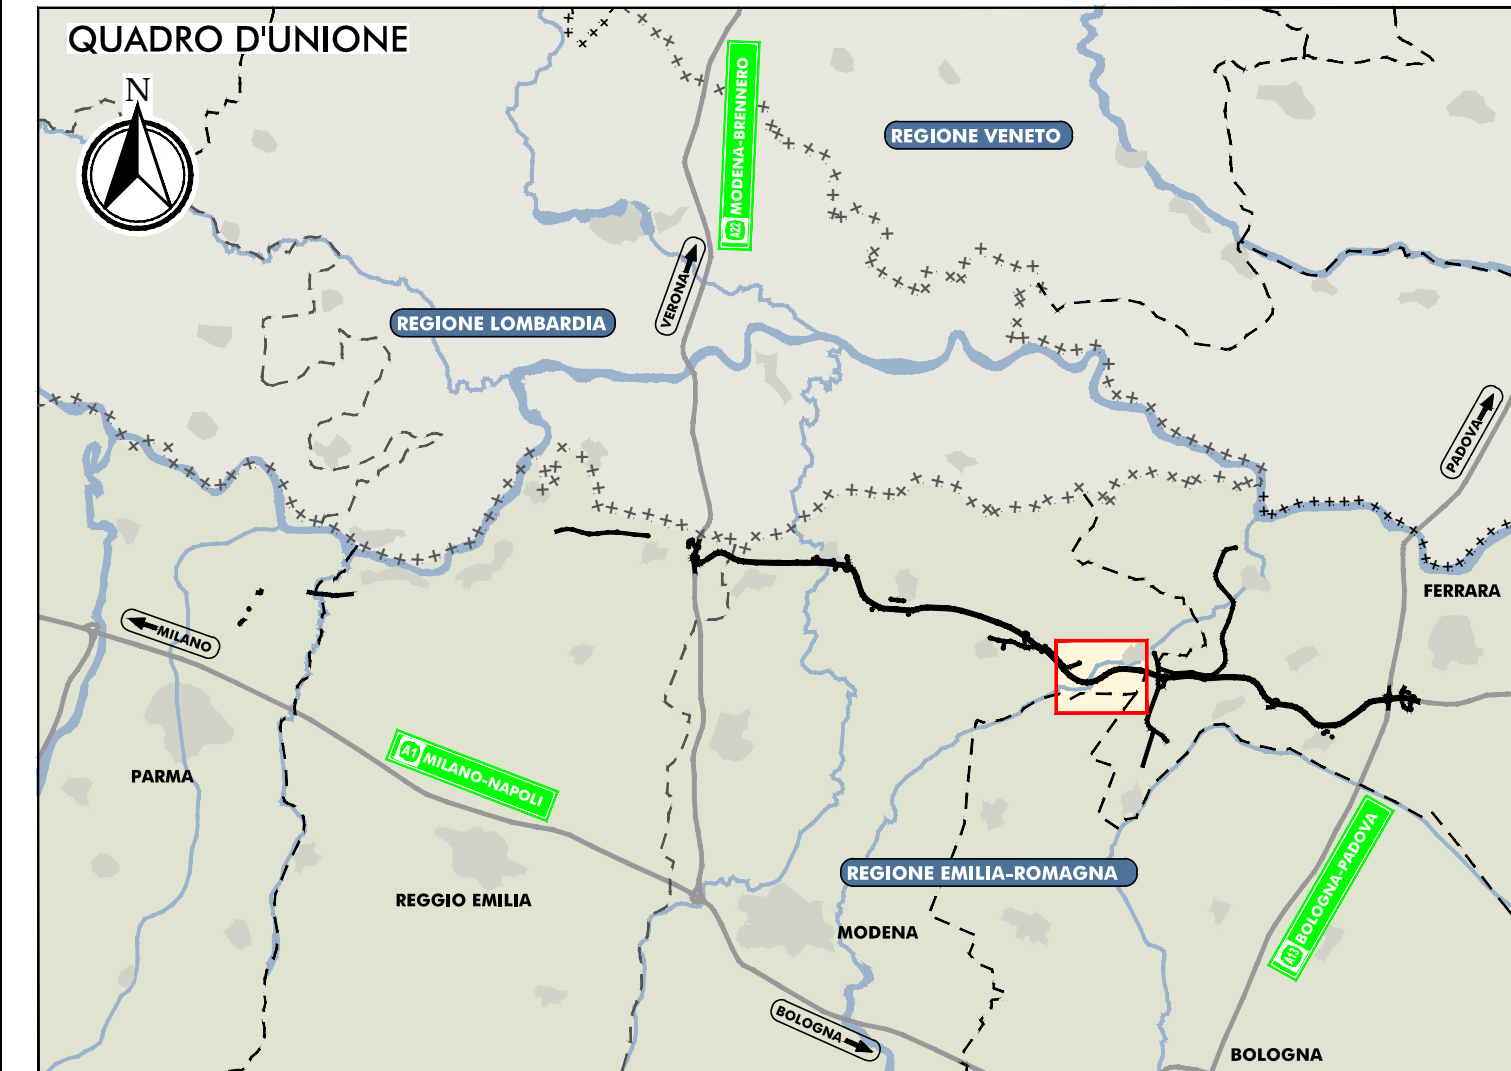 QUADRO D'UNIONE
N
A22 MODENA-BRENNERO
REGIONE VENETO
VERONA
REGIONE LOMBARDIA
PADOVA
FERRARA
MILANO
A1 MILANO-NAPOLI
PARMA
REGGIO EMILIA
REGIONE EMILIA-ROMAGNA
A13 BOLOGNA-PADOVA
MODENA
BOLOGNA
BOLOGNA